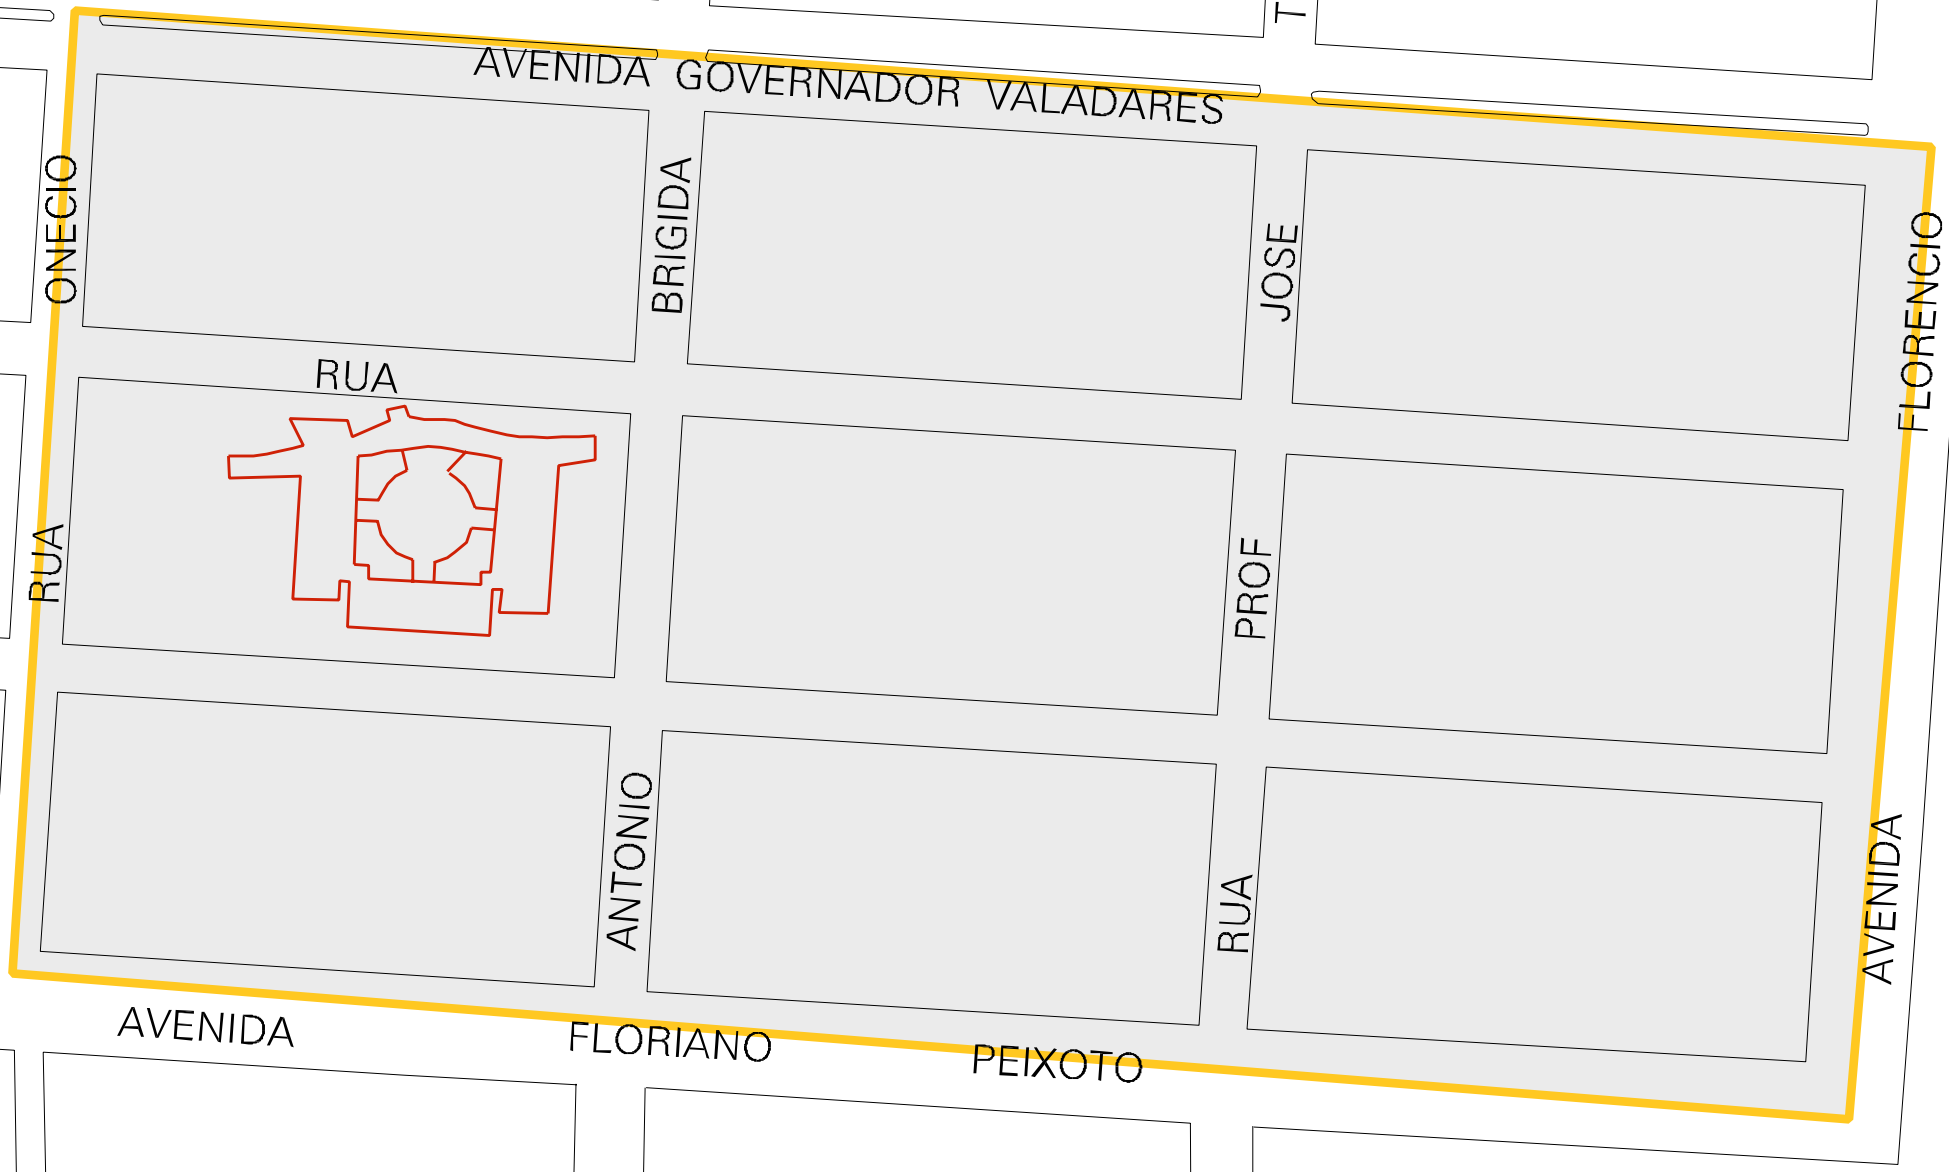 T
AVENIDA GOVERNADOR VALADARES
ONECIO
BRIGIDA
JOSE
FLORENCIO
RUA
RUA
PROF
ANTONIO
RUA
AVENIDA
AVENIDA FLORIANO PEIXOTO